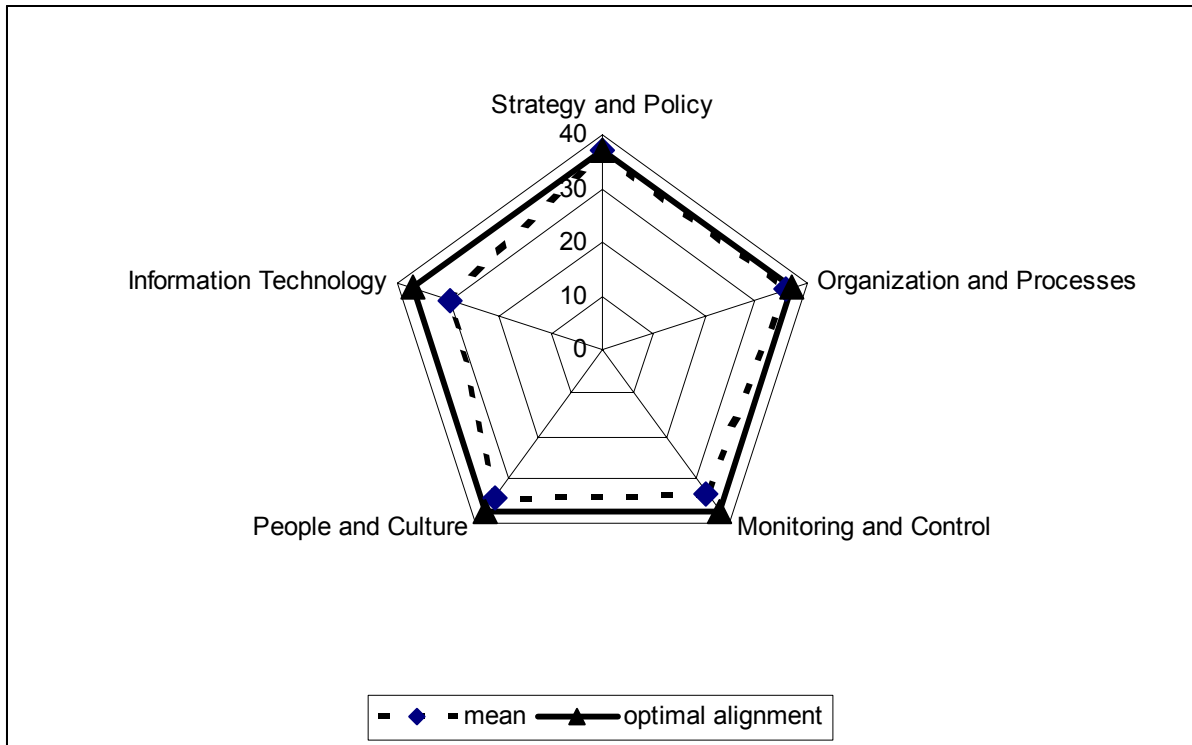 Strategy and Policy
40
30
20
10
0
Information Technology
Organization and Processes
People and Culture
Monitoring and Control
mean
optimal alignment